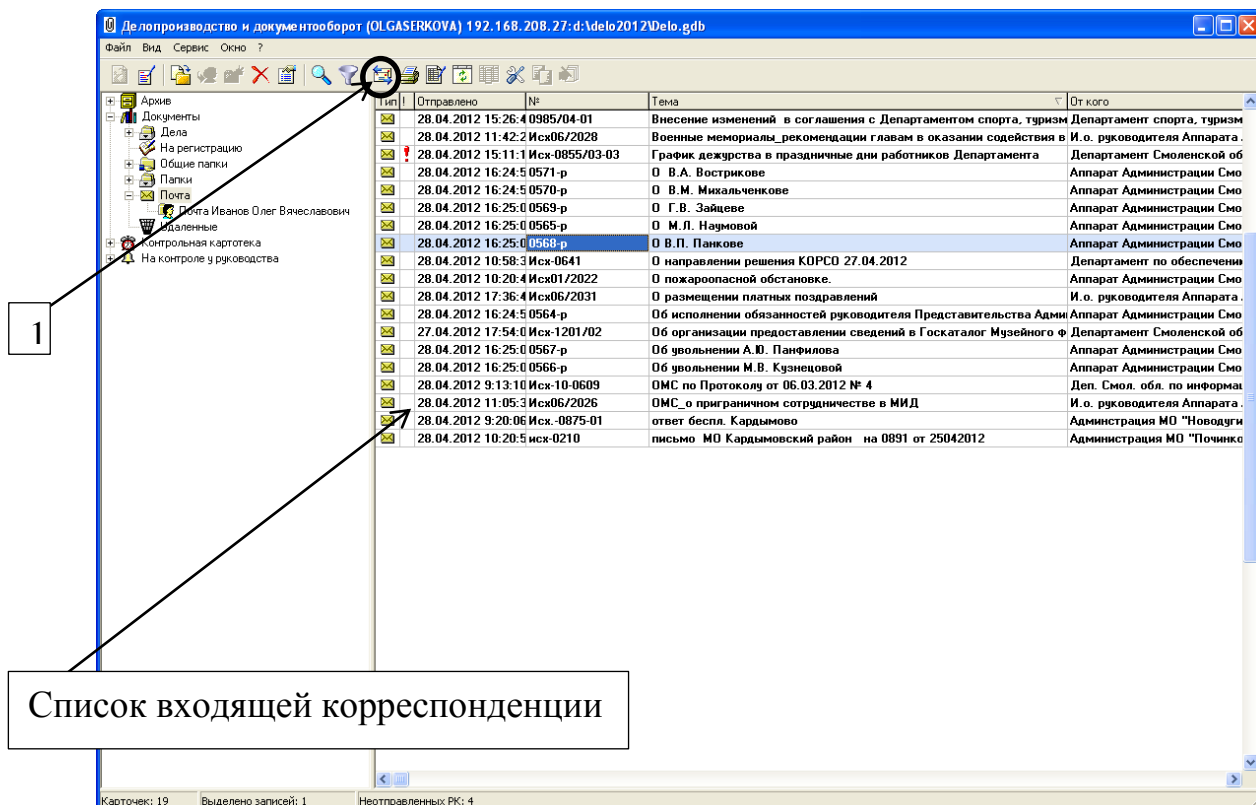 Делопроизводство и документооборот (OLGASERKOVA) 192.168.208.27:d:\delo2012\Delo.gdb
Файл Вид Сервис Окно ?
Архив
Документы
Дела
На регистрацию
Общие папки
Папки
Почта
Почта Иванов Олег Вячеславович
Удаленные
Контрольная картотека
На контроле у руководства
Тип ! Отправлено № Тема От кого
28.04.2012 15:26:4 0985/04-01 Внесение изменений в соглашения с Департаментом спорта, туризм Департамент спорта, туризм
28.04.2012 11:42:2 Исх06/2028 Военные мемориалы_рекомендации главам в оказании содействия в И.о. руководителя Аппарата .
! 28.04.2012 15:11:1 Исх-0855/03-03 График дежурства в праздничные дни работников Департамента Департамент Смоленской об
28.04.2012 16:24:5 0571-р О В.А. Вострикове Аппарат Администрации Смо
28.04.2012 16:24:5 0570-р О В.М. Михальченкове Аппарат Администрации Смо
28.04.2012 16:25:0 0569-р О Г.В. Зайцеве Аппарат Администрации Смо
28.04.2012 16:25:0 0565-р О М.Л. Наумовой Аппарат Администрации Смо
28.04.2012 16:25:0 0568-р О В.П. Панкове Аппарат Администрации Смо
28.04.2012 10:58:3 Исх-0641 О направлении решения КОРСО 27.04.2012 Департамент по обеспечени
28.04.2012 10:20:4 Исх01/2022 О пожароопасной обстановке. Аппарат Администрации Смо
28.04.2012 17:36:4 Исх06/2031 О размещении платных поздравлений И.о. руководителя Аппарата .
28.04.2012 16:24:5 0564-р Об исполнении обязанностей руководителя Представительства Адми Аппарат Администрации Смо
27.04.2012 17:54:0 Исх-1201/02 Об организации предоставлении сведений в Госкаталог Музейного ф Департамент Смоленской об
28.04.2012 16:25:0 0567-р Об увольнении А.Ю. Панфилова Аппарат Администрации Смо
28.04.2012 16:25:0 0566-р Об увольнении М.В. Кузнецовой Аппарат Администрации Смо
28.04.2012 9:13:10 Исх-10-0609 ОМС по Протоколу от 06.03.2012 № 4 Деп. Смол. обл. по информац
28.04.2012 11:05:3 Исх06/2026 ОМС_о приграничном сотрудничестве в МИД И.о. руководителя Аппарата .
28.04.2012 9:20:06 Исх.-0875-01 ответ беспл. Кардымово Админстрация МО "Новодуги
28.04.2012 10:20:5 исх-0210 письмо МО Кардымовский район на 0891 от 25042012 Администрация МО "Починко
1
Список входящей корреспонденции
Карточек: 19 Выделено записей: 1 Неотправленных РК: 4